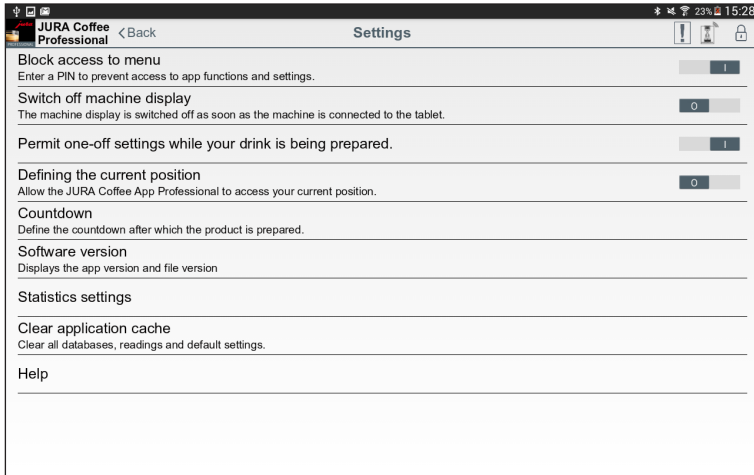 23% 15:28
JURA Coffee
Professional
<Back
Settings
Block access to menu
Enter a PIN to prevent access to app functions and settings.
I
Switch off machine display
The machine display is switched off as soon as the machine is connected to the tablet.
O
Permit one-off settings while your drink is being prepared.
I
Defining the current position
Allow the JURA Coffee App Professional to access your current position.
O
Countdown
Define the countdown after which the product is prepared.
Software version
Displays the app version and file version
Statistics settings
Clear application cache
Clear all databases, readings and default settings.
Help